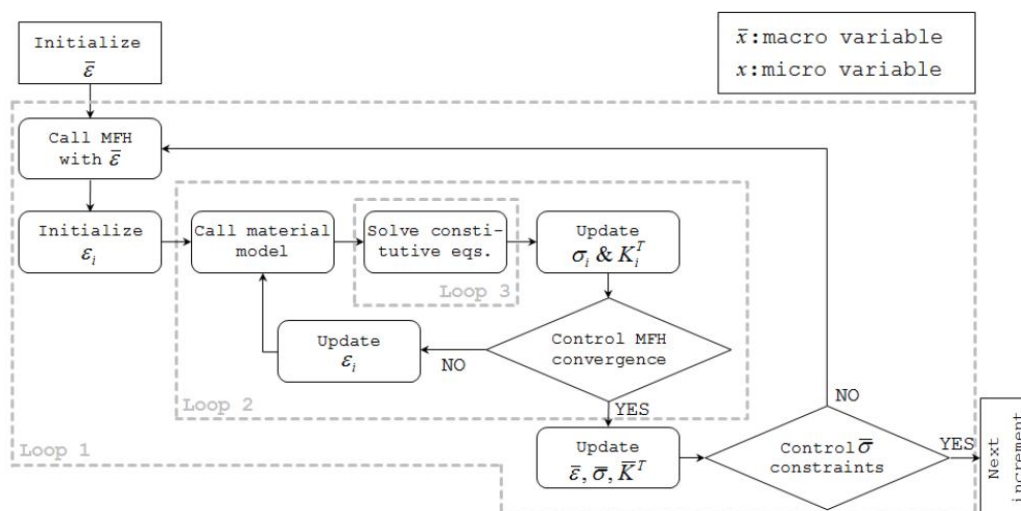 Initialize
ε̄
x̄:macro variable
x:micro variable
Call MFH
with ε̄
Initialize
εᵢ
Call material
model
Solve consti-
tutive eqs.
Update
σᵢ & Kᵢᵀ
Loop 3
Update
εᵢ
NO
Control MFH
convergence
Loop 2
YES
NO
Loop 1
Update
ε̄, σ̄, K̄ᵀ
Control σ̄
constraints
YES
Next
increment